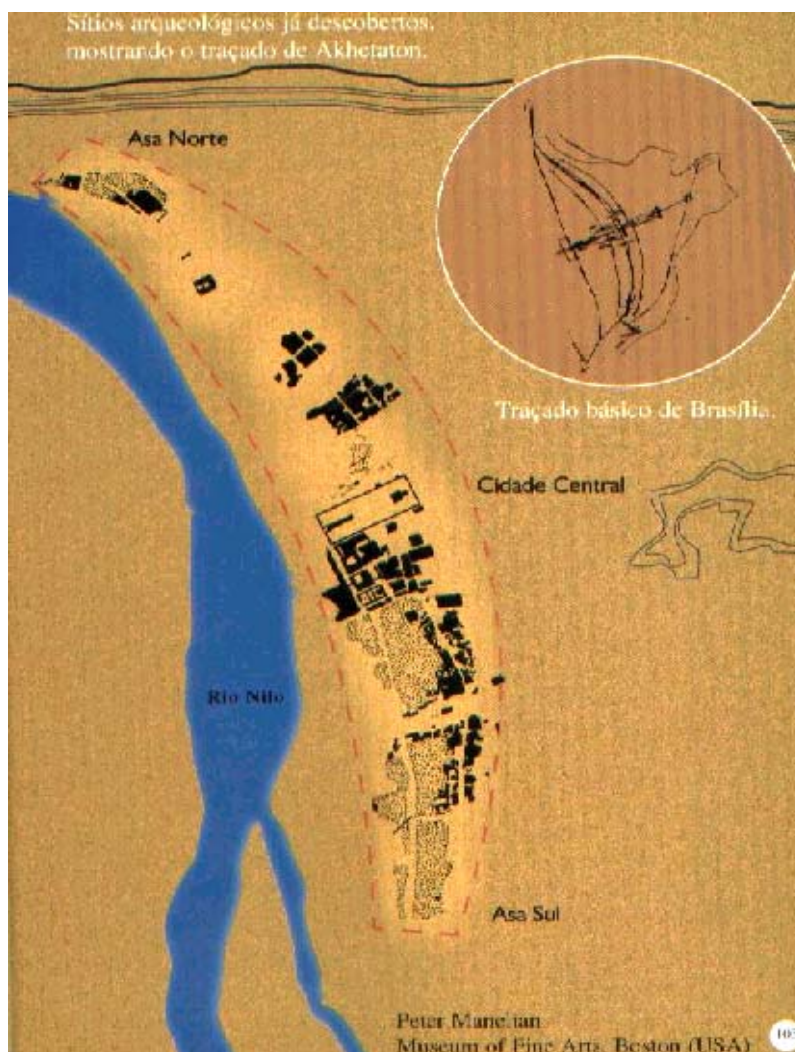 Sítios arqueológicos já descobertos,
mostrando o traçado de Akhetaton.
Asa Norte
Traçado básico de Brasília.
Cidade Central
Rio Nilo
Asa Sul
Peter Manelian
Museum of Fine Arts, Boston (USA)